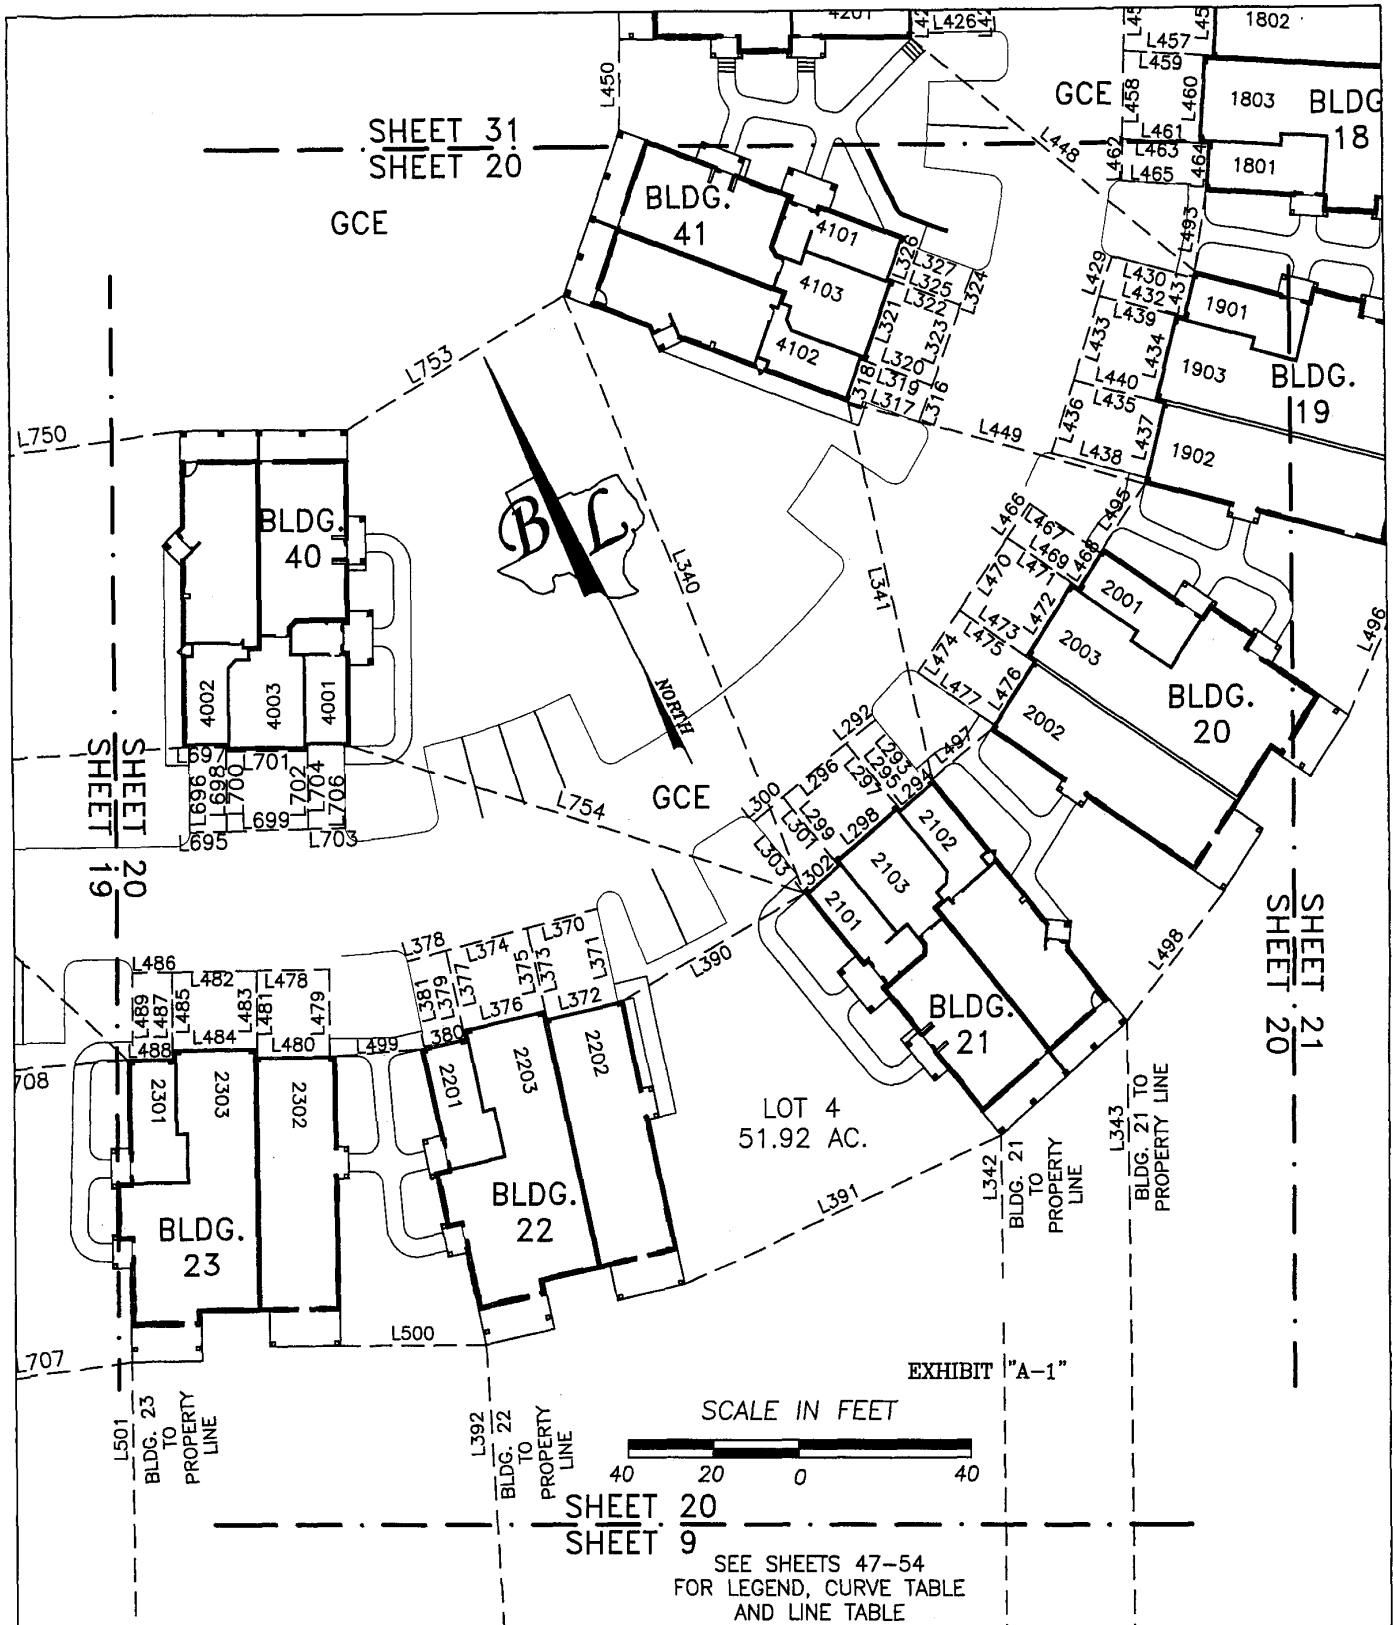 4201
L426
L450
L457
L459
L458
L460
1802
1803
BLDG
18
GCE
L448
L461
L463
L465
L462
L464
1801
SHEET 31
SHEET 20
GCE
BLDG.
41
4101
4103
4102
L326
L327
L325
L322
L324
L321
L323
L320
L319
L317
L318
L316
L493
L429
L430
L432
L431
L439
L433
L434
L440
L435
L436
L437
L438
1901
1903
1902
BLDG.
19
L449
L753
L750
BLDG.
40
4002
4003
4001
B L
NORTH
L340
L341
L466
L467
L469
L468
L471
L470
L472
L473
L475
L474
L476
L477
L495
L496
2001
2003
2002
BLDG.
20
L497
L697
L701
L696
L698
L700
L702
L704
L706
L699
L695
L703
SHEET 20
SHEET 19
L754
GCE
L292
L293
L295
L294
L296
L297
L298
L299
L300
L301
L302
L303
2102
2103
2101
BLDG.
21
L498
SHEET 21
SHEET 20
L378
L374
L370
L381
L379
L377
L375
L373
L371
L376
L372
L380
L390
L486
L482
L478
L489
L487
L485
L483
L481
L479
L488
L484
L480
L499
708
2301
2303
2302
BLDG.
23
2201
2203
2202
BLDG.
22
LOT 4
51.92 AC.
L391
L342
BLDG. 21
TO
PROPERTY
LINE
L343
BLDG. 21 TO
PROPERTY LINE
L500
L707
L501
BLDG. 23
TO
PROPERTY
LINE
L392
BLDG. 22
TO
PROPERTY
LINE
EXHIBIT "A-1"
SCALE IN FEET
40 20 0 40
SHEET 20
SHEET 9
SEE SHEETS 47-54
FOR LEGEND, CURVE TABLE
AND LINE TABLE